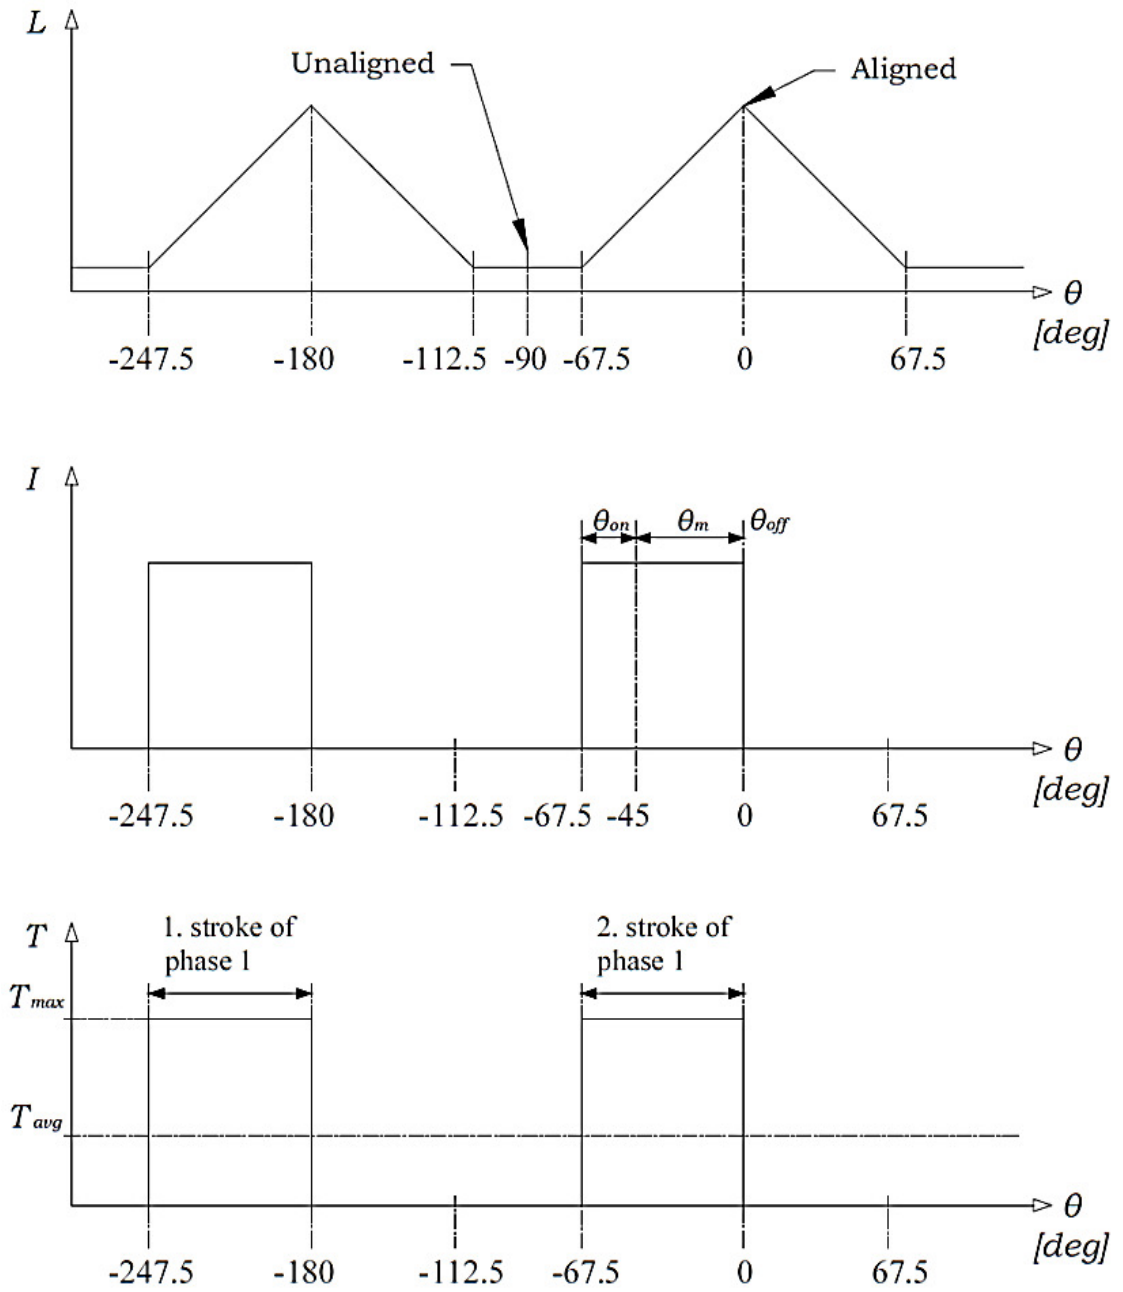 L
Unaligned
Aligned
θ
[deg]
-247.5 -180 -112.5 -90 -67.5 0 67.5
I
θon θm θoff
θ
[deg]
-247.5 -180 -112.5 -67.5 -45 0 67.5
T
1. stroke of
phase 1
2. stroke of
phase 1
Tmax
Tavg
θ
[deg]
-247.5 -180 -112.5 -67.5 0 67.5